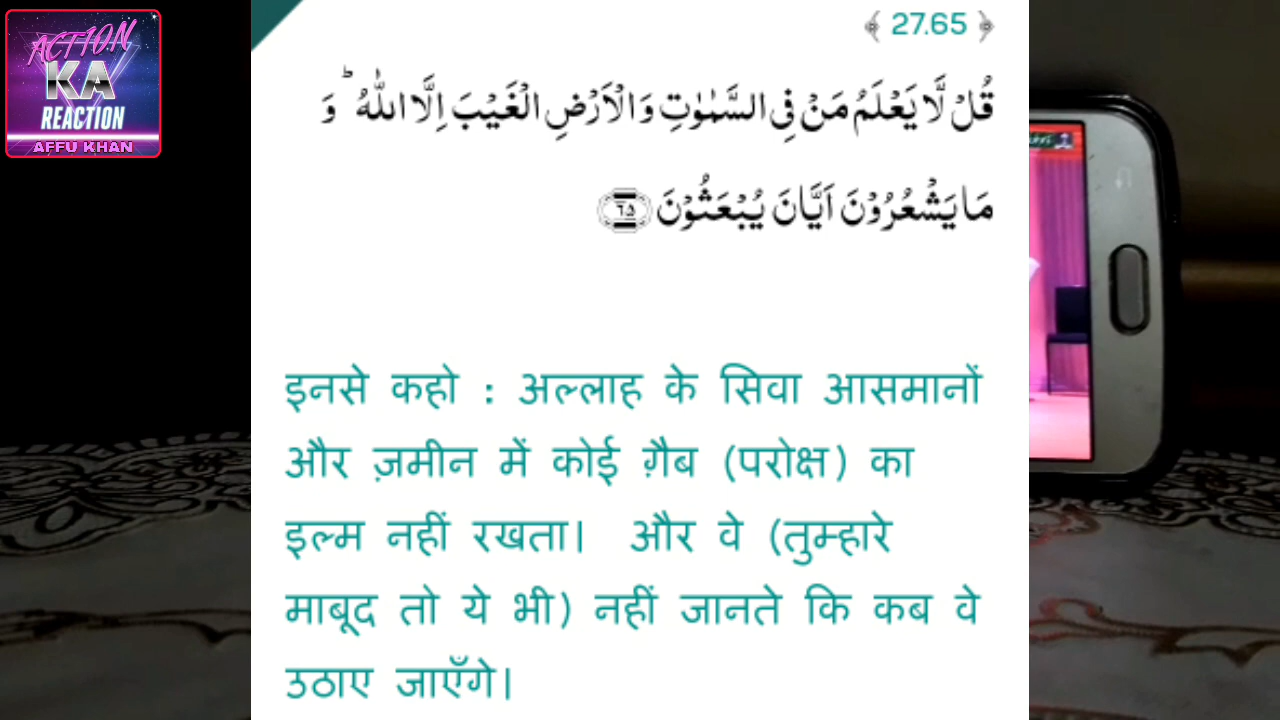 ACTION
KA
REACTION
AFFU KHAN
﴾ 27.65 ﴿
قُلْ لَّا يَعْلَمُ مَنْ فِى السَّمٰوٰتِ وَالْاَرْضِ الْغَيْبَ اِلَّا اللّٰهُ ؕ وَ
مَا يَشْعُرُوْنَ اَيَّانَ يُبْعَثُوْنَ ﴿۶۵﴾
इनसे कहो : अल्लाह के सिवा आसमानों
और ज़मीन में कोई ग़ैब (परोक्ष) का
इल्म नहीं रखता। और वे (तुम्हारे
माबूद तो ये भी) नहीं जानते कि कब वे
उठाए जाएँगे।